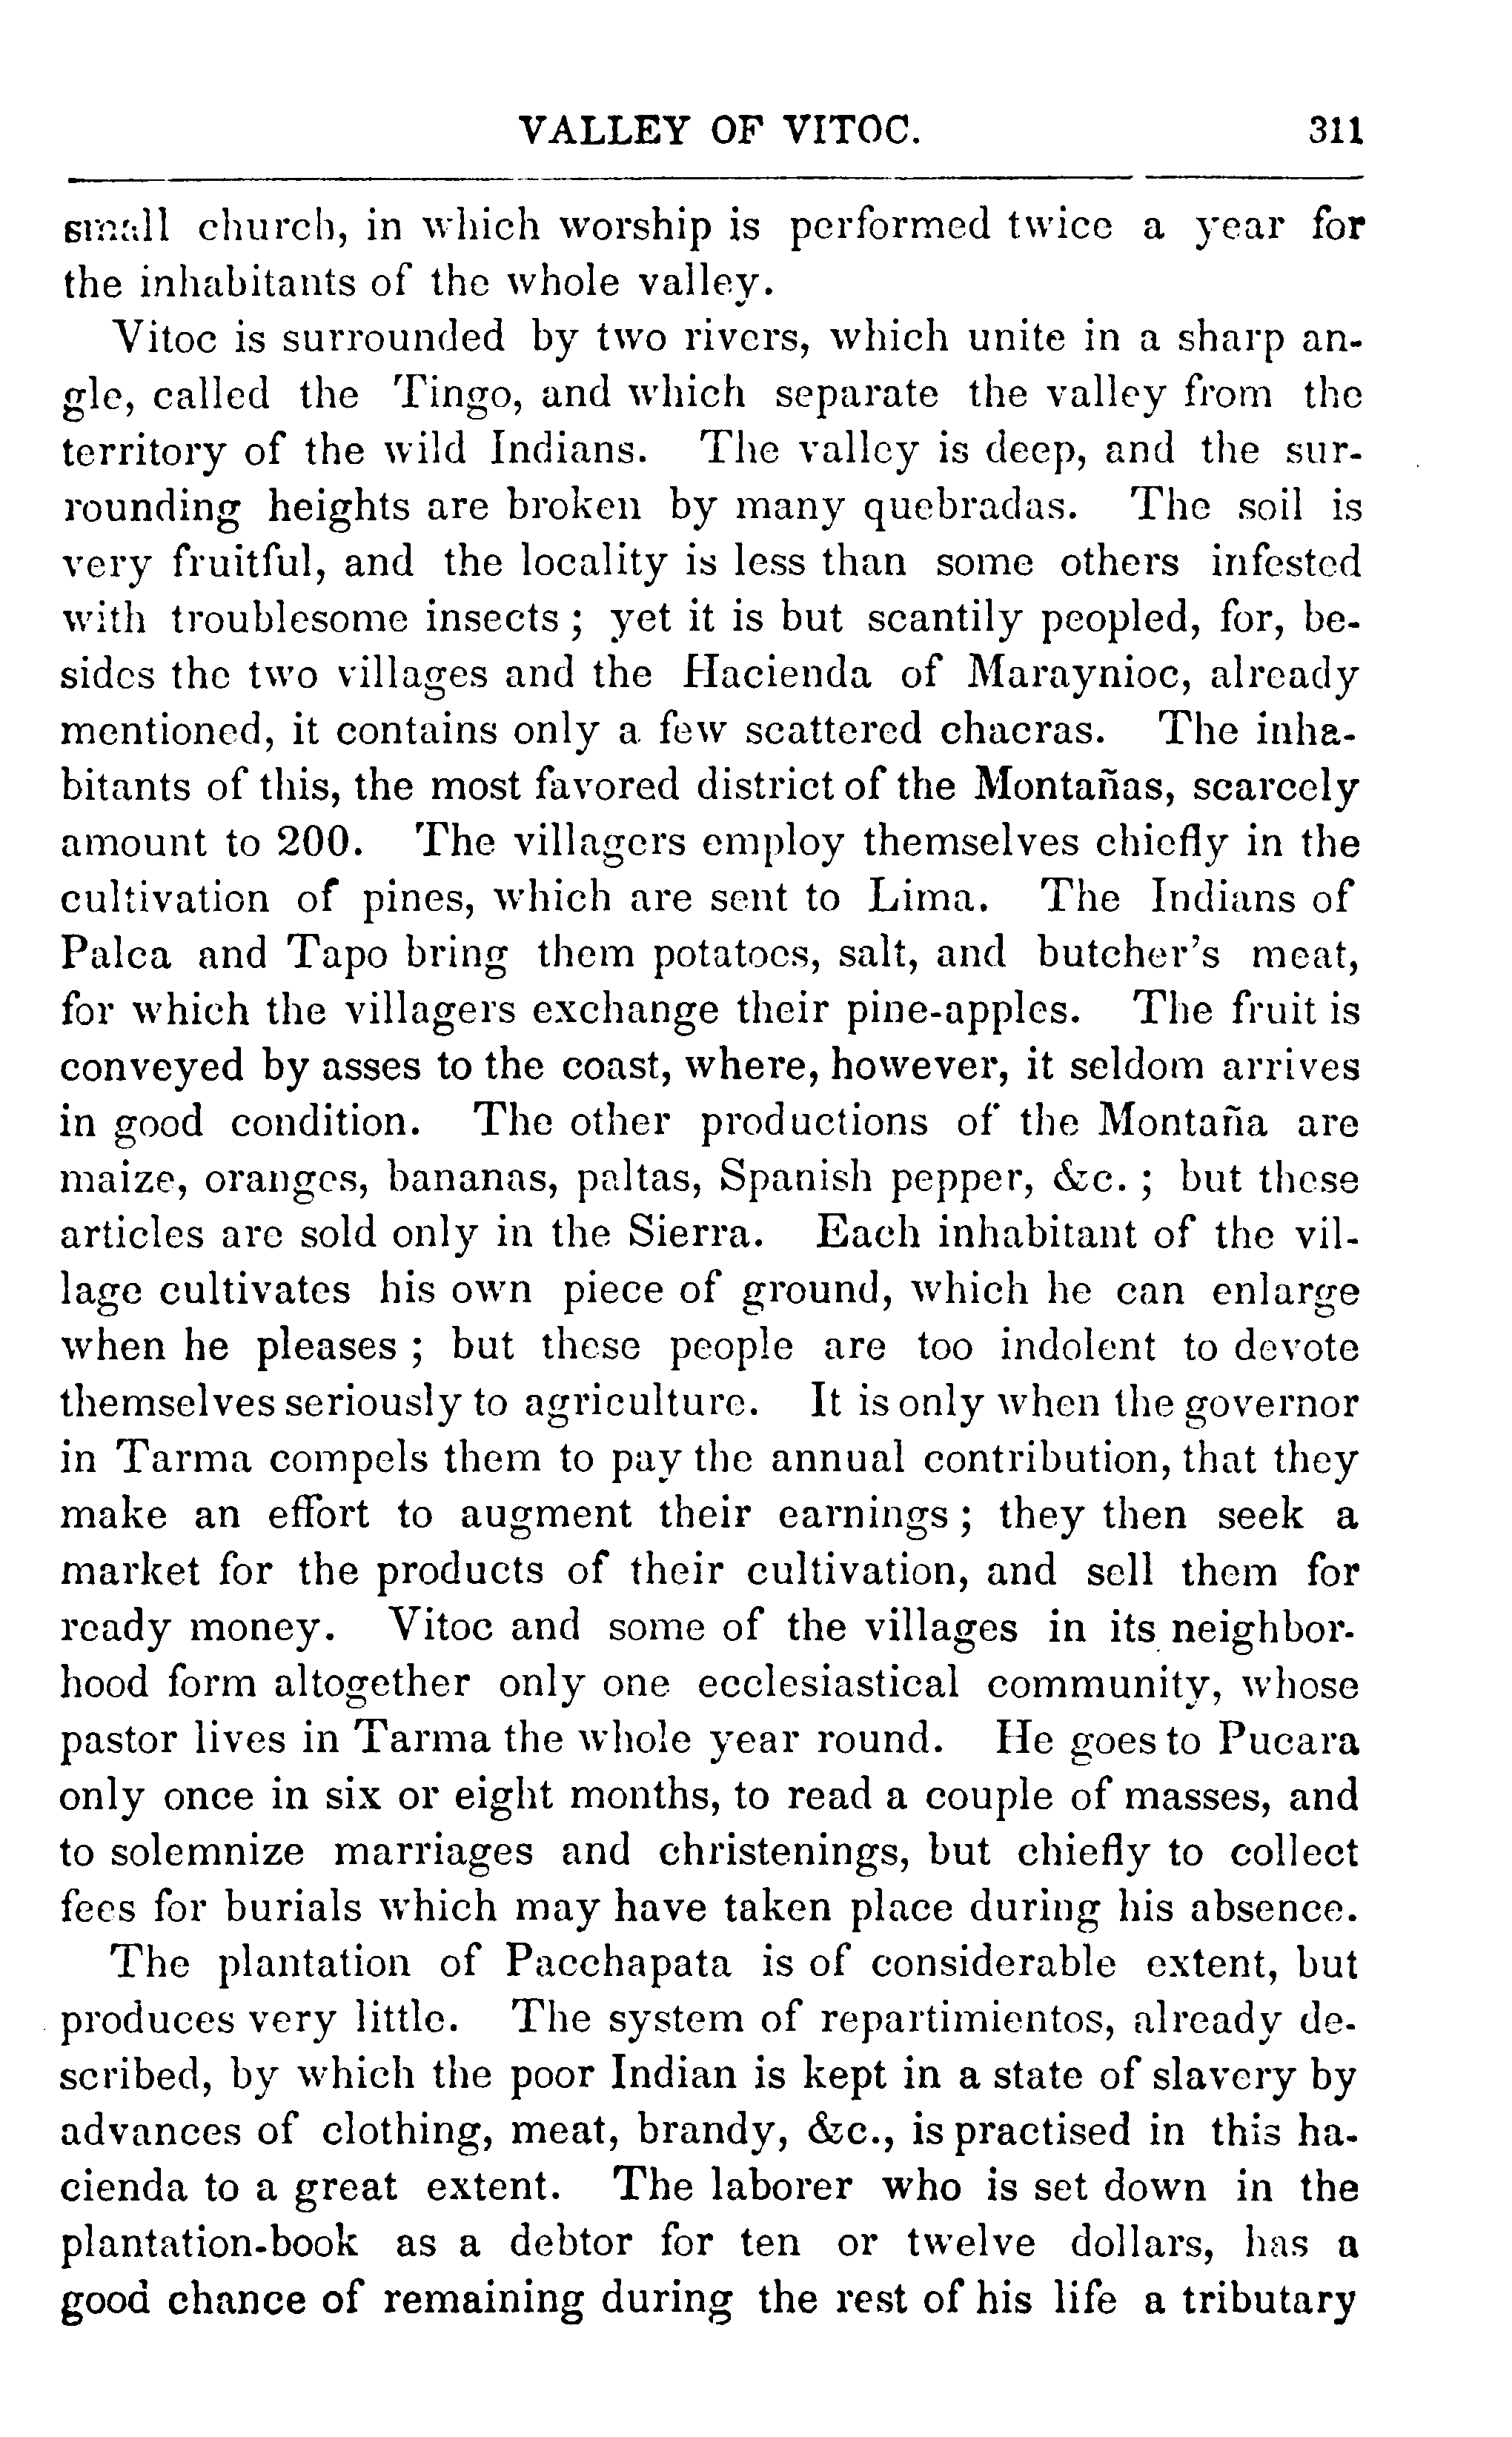 VALLEY OF VITOC. 311
small church, in which worship is performed twice a year for
the inhabitants of the whole valley.
Vitoc is surrounded by two rivers, which unite in a sharp an-
gle, called the Tingo, and which separate the valley from the
territory of the wild Indians. The valley is deep, and the sur-
rounding heights are broken by many quebradas. The soil is
very fruitful, and the locality is less than some others infested
with troublesome insects ; yet it is but scantily peopled, for, be-
sides the two villages and the Hacienda of Maraynioc, already
mentioned, it contains only a few scattered chacras. The inha-
bitants of this, the most favored district of the Montañas, scarcely
amount to 200. The villagers employ themselves chiefly in the
cultivation of pines, which are sent to Lima. The Indians of
Palca and Tapo bring them potatoes, salt, and butcher's meat,
for which the villagers exchange their pine-apples. The fruit is
conveyed by asses to the coast, where, however, it seldom arrives
in good condition. The other productions of the Montaña are
maize, oranges, bananas, paltas, Spanish pepper, &c. ; but these
articles are sold only in the Sierra. Each inhabitant of the vil-
lage cultivates his own piece of ground, which he can enlarge
when he pleases ; but these people are too indolent to devote
themselves seriously to agriculture. It is only when the governor
in Tarma compels them to pay the annual contribution, that they
make an effort to augment their earnings ; they then seek a
market for the products of their cultivation, and sell them for
ready money. Vitoc and some of the villages in its neighbor-
hood form altogether only one ecclesiastical community, whose
pastor lives in Tarma the whole year round. He goes to Pucara
only once in six or eight months, to read a couple of masses, and
to solemnize marriages and christenings, but chiefly to collect
fees for burials which may have taken place during his absence.
The plantation of Pacchapata is of considerable extent, but
produces very little. The system of repartimientos, already de-
scribed, by which the poor Indian is kept in a state of slavery by
advances of clothing, meat, brandy, &c., is practised in this ha-
cienda to a great extent. The laborer who is set down in the
plantation-book as a debtor for ten or twelve dollars, has a
good chance of remaining during the rest of his life a tributary